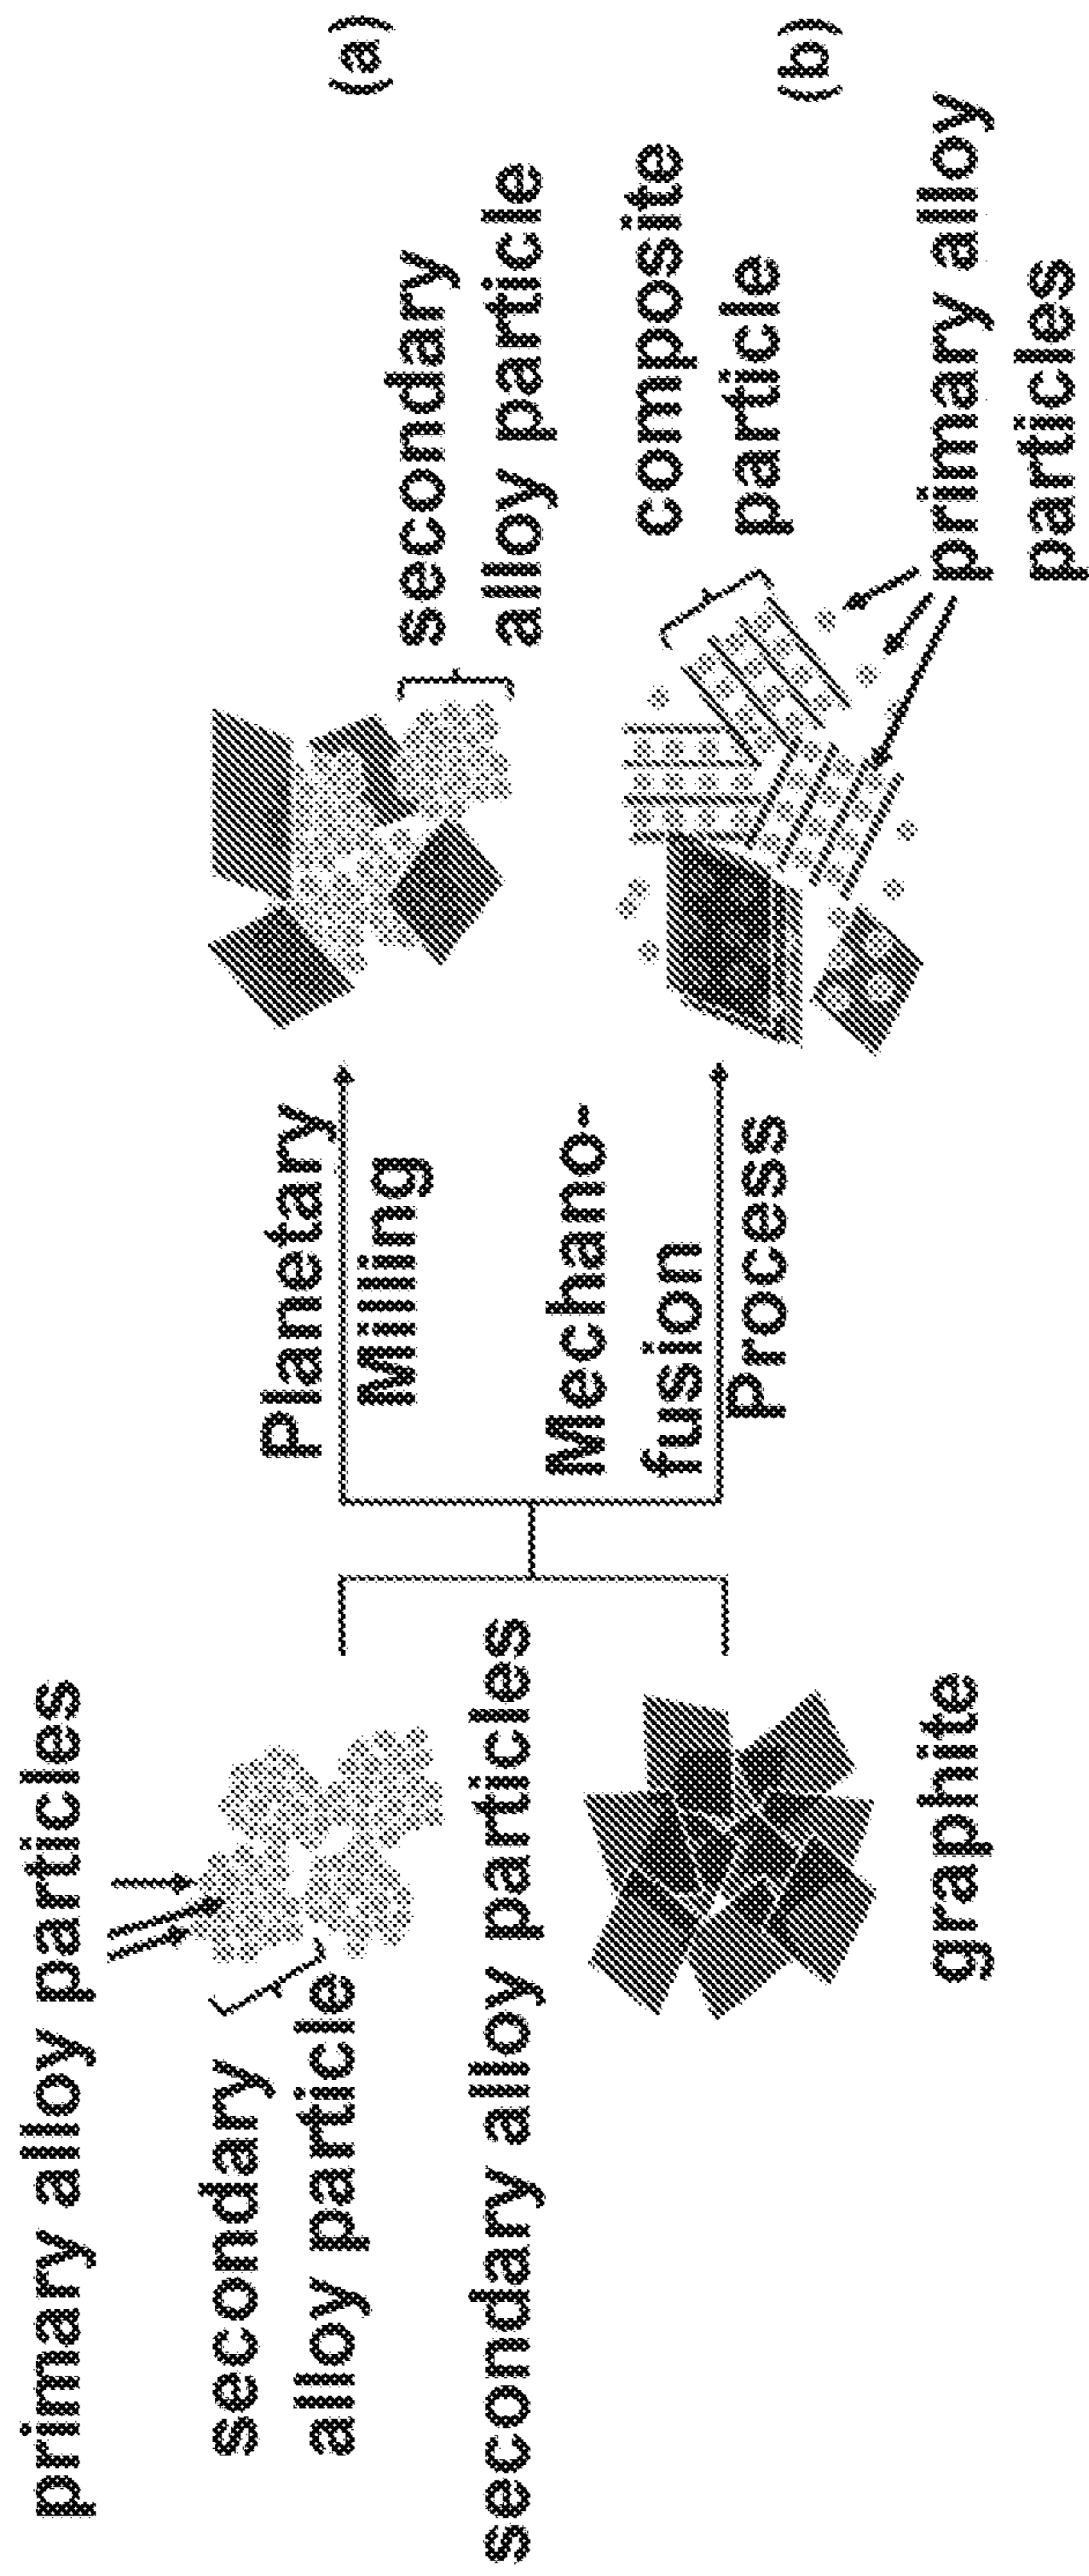 primary alloy particles
secondary
alloy particle
secondary alloy particles
graphite
Planetary
Milling
Mechano-
fusion
Process
secondary
alloy particle
(a)
composite
particle
(b)
primary alloy
particles